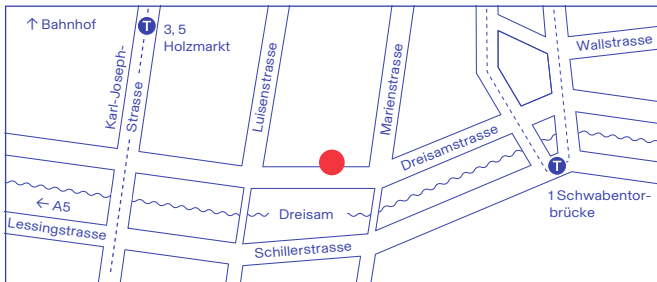 ↑ Bahnhof
T
3, 5
Holzmarkt
Karl-Joseph-
Strasse
Luisenstrasse
Marienstrasse
Wallstrasse
Dreisamstrasse
T
1 Schwabentor-
brücke
← A5
Lessingstrasse
Dreisam
Schillerstrasse